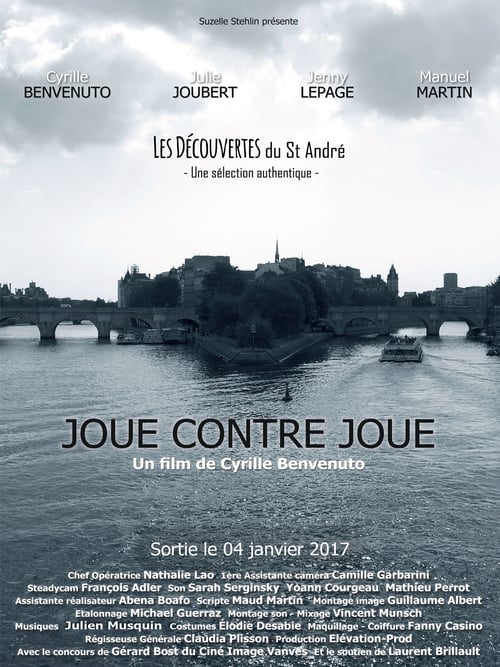 Suzelle Stehlin présente
Cyrille Julie Jenny Manuel
BENVENUTO JOUBERT LEPAGE MARTIN
LES DÉCOUVERTES du St André
- Une sélection authentique -
JOUE CONTRE JOUE
Un film de Cyrille Benvenuto
Sortie le 04 janvier 2017
Chef Opératrice Nathalie Lao 1ère Assistante caméra Camille Garbarini
Steadycam François Adler Son Sarah Serginsky Yoann Courgeau Mathieu Perrot
Assistante réalisateur Abena Boafo Scripte Maud Martin - Montage image Guillaume Albert
Etalonnage Michael Guerraz Montage son - Mixage Vincent Munsch
Musiques Julien Musquin Costumes Elodie Desabie Maquillage - Coiffure Fanny Casino
Régisseuse Générale Claudia Plisson Production Elévation-Prod
Avec le concours de Gérard Bost du Ciné Image Vanves Et le soutien de Laurent Brillault